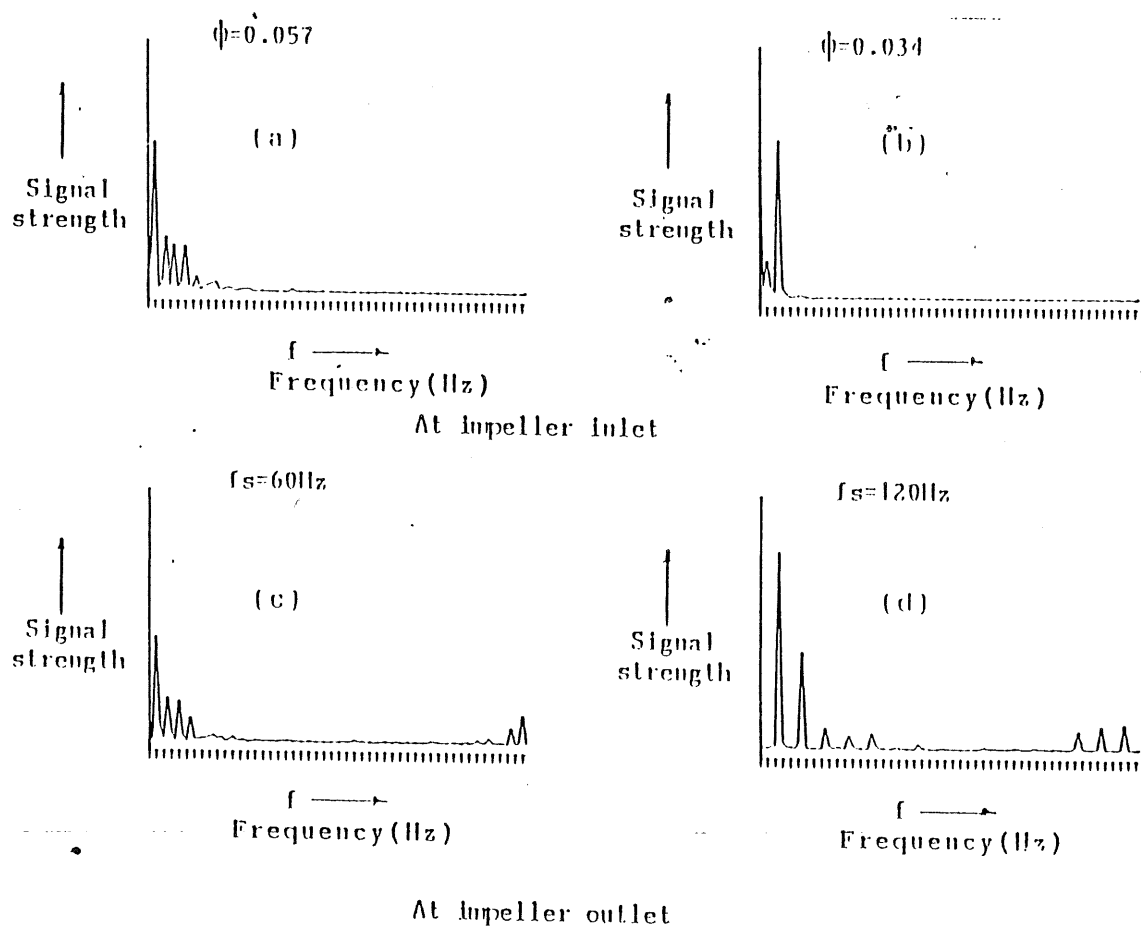 ϕ=0.057
(a)
Signal
strength
f
Frequency(Hz)
ϕ=0.034
(b)
Signal
strength
f
Frequency(Hz)
At impeller inlet
fs=60Hz
(c)
Signal
strength
f
Frequency(Hz)
fs=120Hz
(d)
Signal
strength
f
Frequency(Hz)
At impeller outlet